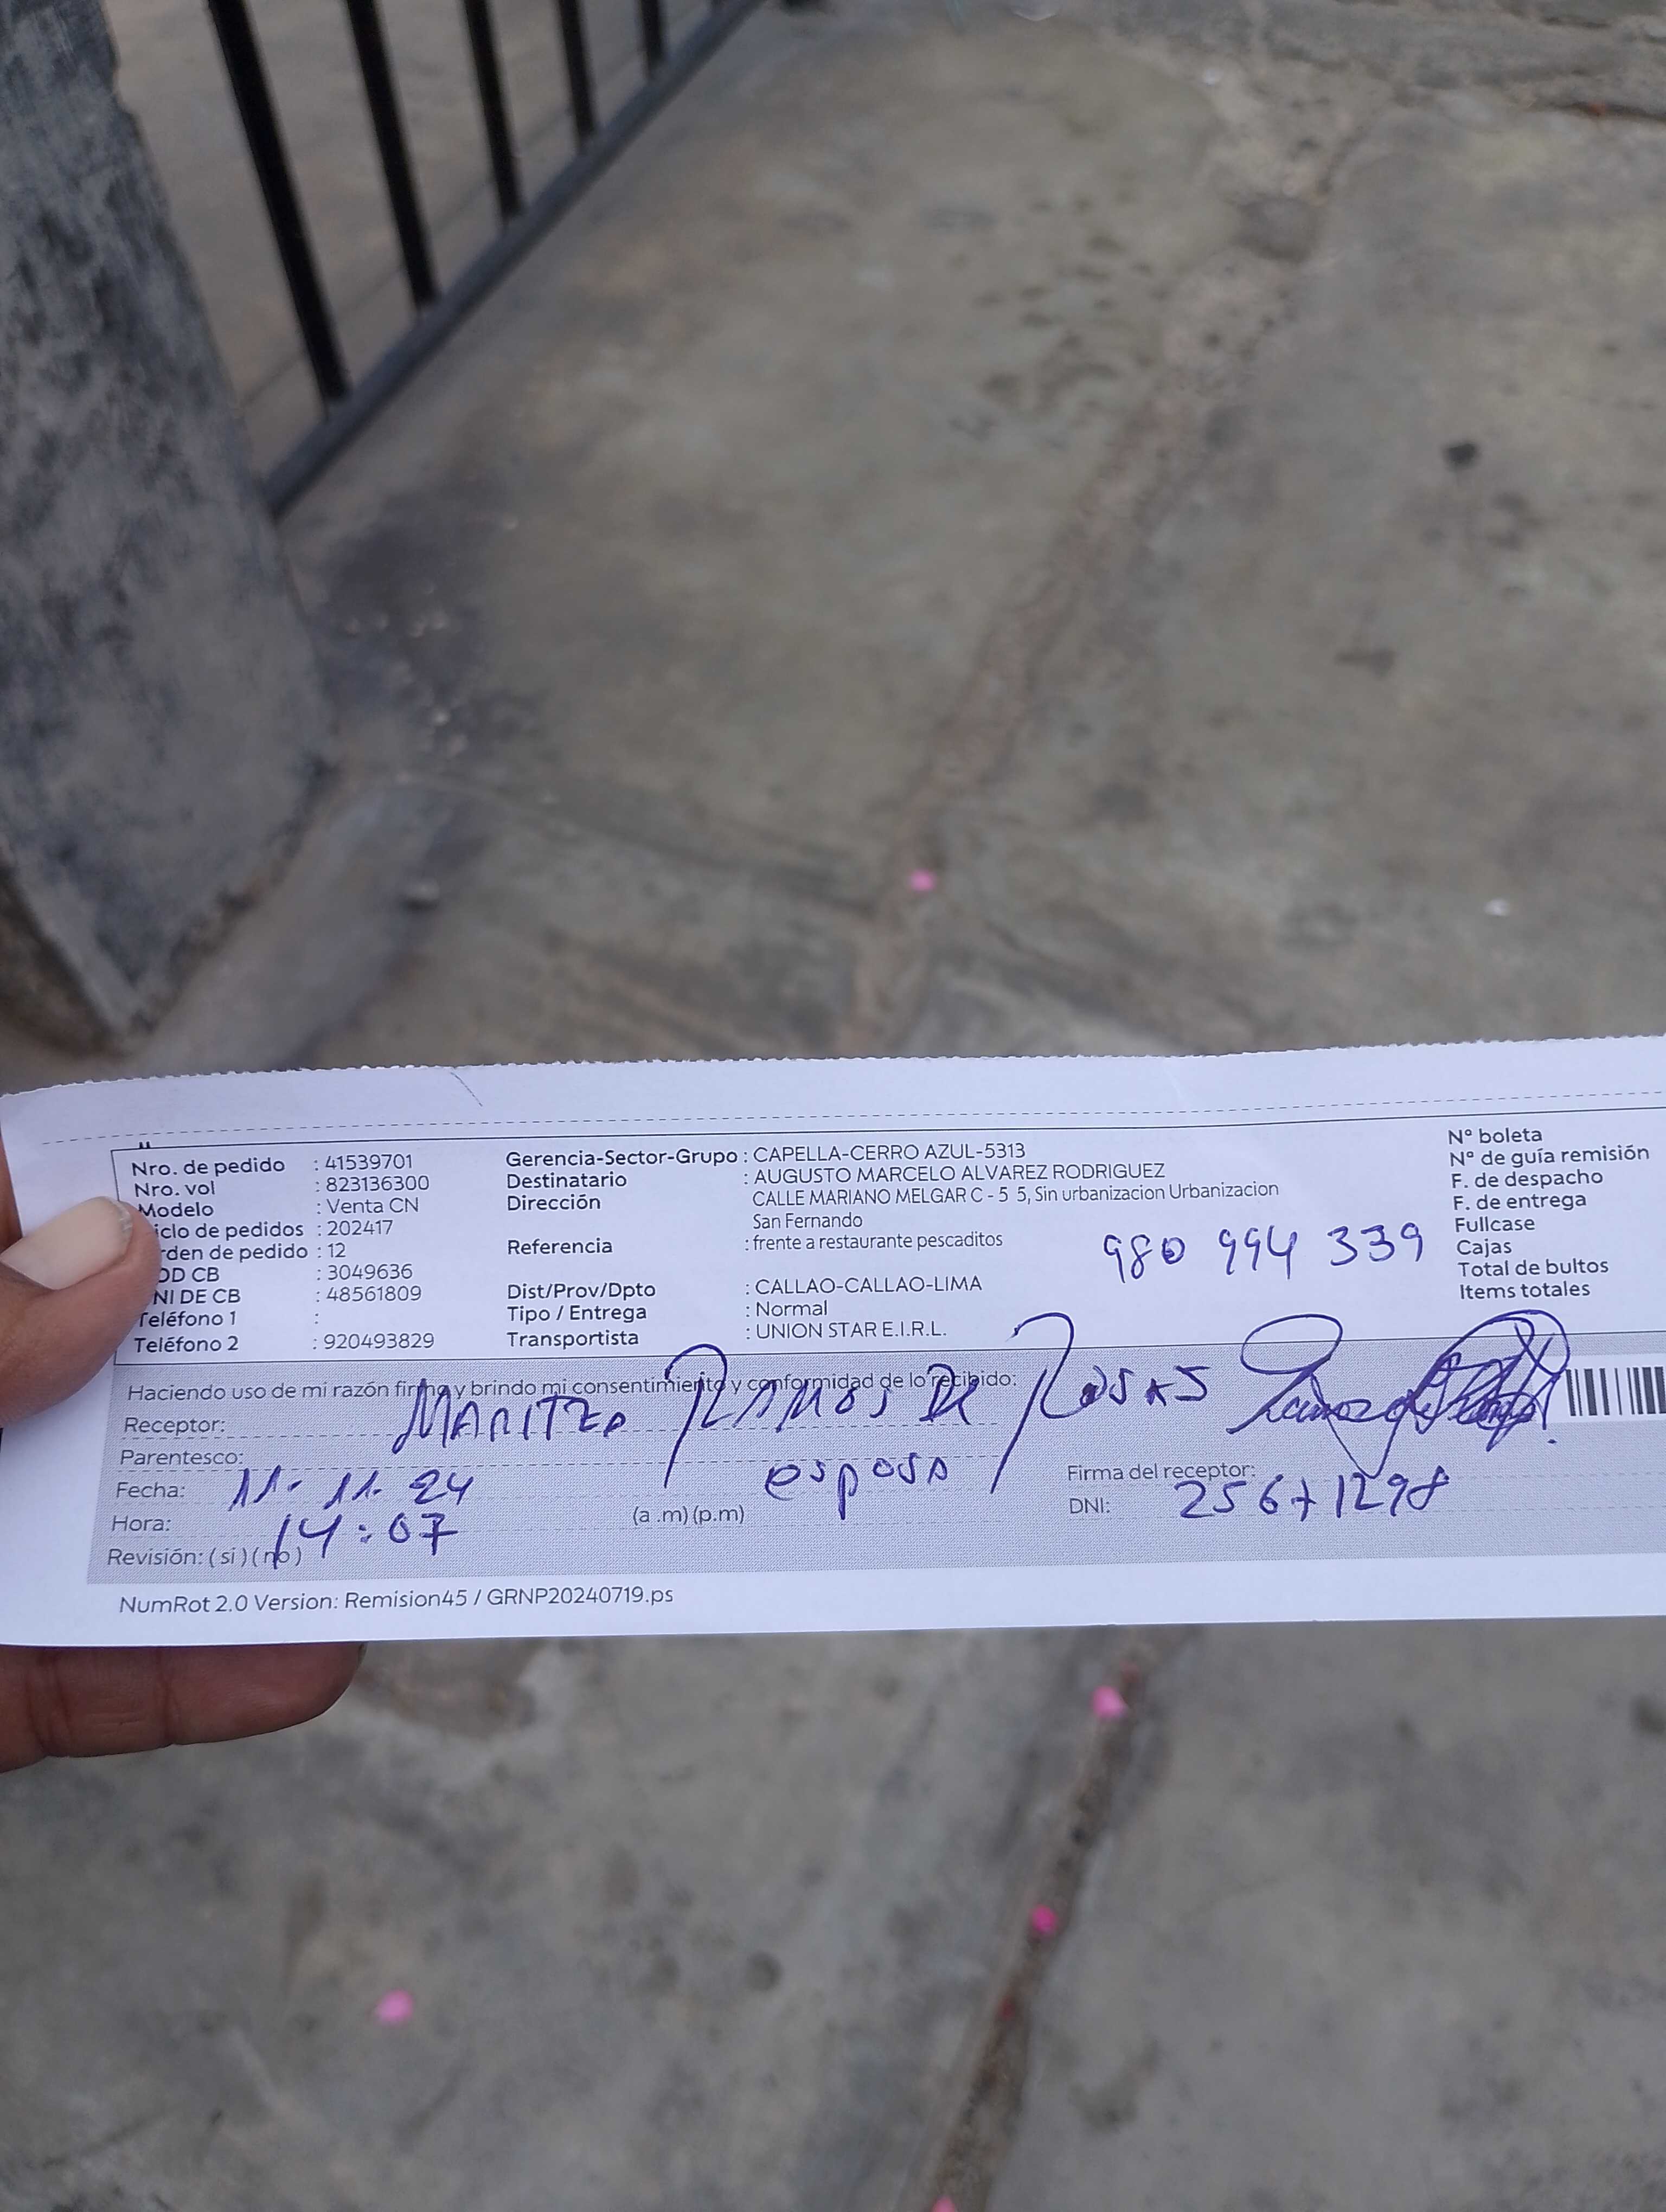 Nro. de pedido : 41539701
Nro. vol : 823136300
Modelo : Venta CN
iclo de pedidos : 202417
rden de pedido : 12
OD CB : 3049636
NI DE CB : 48561809
Teléfono 1 :
Teléfono 2 : 920493829
Gerencia-Sector-Grupo : CAPELLA-CERRO AZUL-5313
Destinatario : AUGUSTO MARCELO ALVAREZ RODRIGUEZ
Dirección CALLE MARIANO MELGAR C - 5 5, Sin urbanizacion Urbanizacion
San Fernando
Referencia : frente a restaurante pescaditos
980 994 339
Dist/Prov/Dpto : CALLAO-CALLAO-LIMA
Tipo / Entrega : Normal
Transportista : UNION STAR E.I.R.L.
N° boleta
N° de guía remisión
F. de despacho
F. de entrega
Fullcase
Cajas
Total de bultos
Items totales
Haciendo uso de mi razón firmo y brindo mi consentimiento y conformidad de lo recibido:
Receptor: MARITZA RAMOS DE ROSAS
Parentesco: esposa
Fecha: 11. 11. 24
Hora: 14:07 (a .m) (p.m)
Revisión: ( si ) ( no )
Firma del receptor:
DNI: 25671298
NumRot 2.0 Version: Remision45 / GRNP20240719.ps